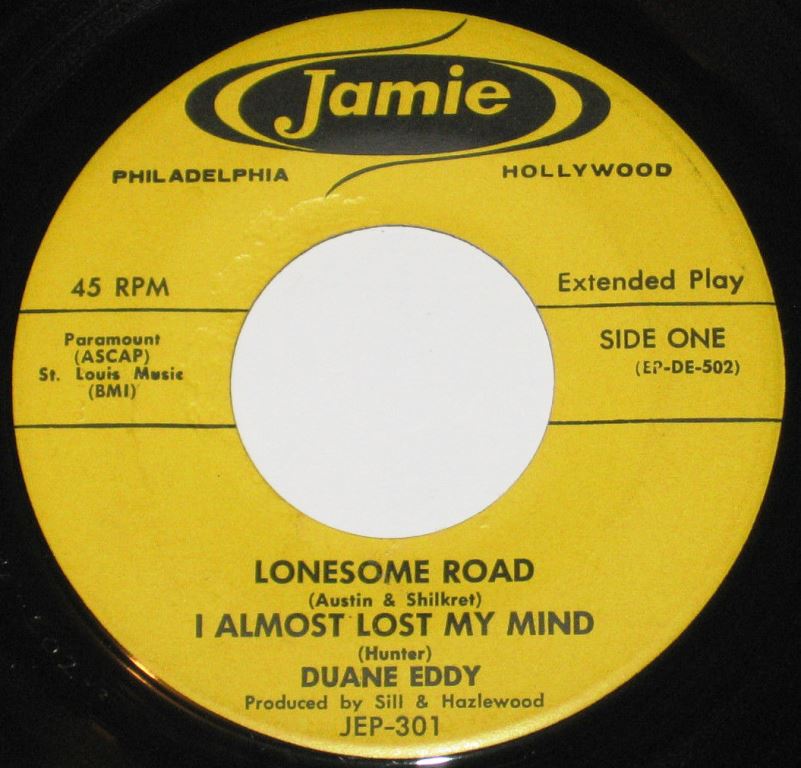 Jamie
PHILADELPHIA
HOLLYWOOD
45 RPM
Extended Play
Paramount
(ASCAP)
St. Louis Music
(BMI)
SIDE ONE
(EP-DE-502)
LONESOME ROAD
(Austin & Shilkret)
I ALMOST LOST MY MIND
(Hunter)
DUANE EDDY
Produced by Sill & Hazlewood
JEP-301